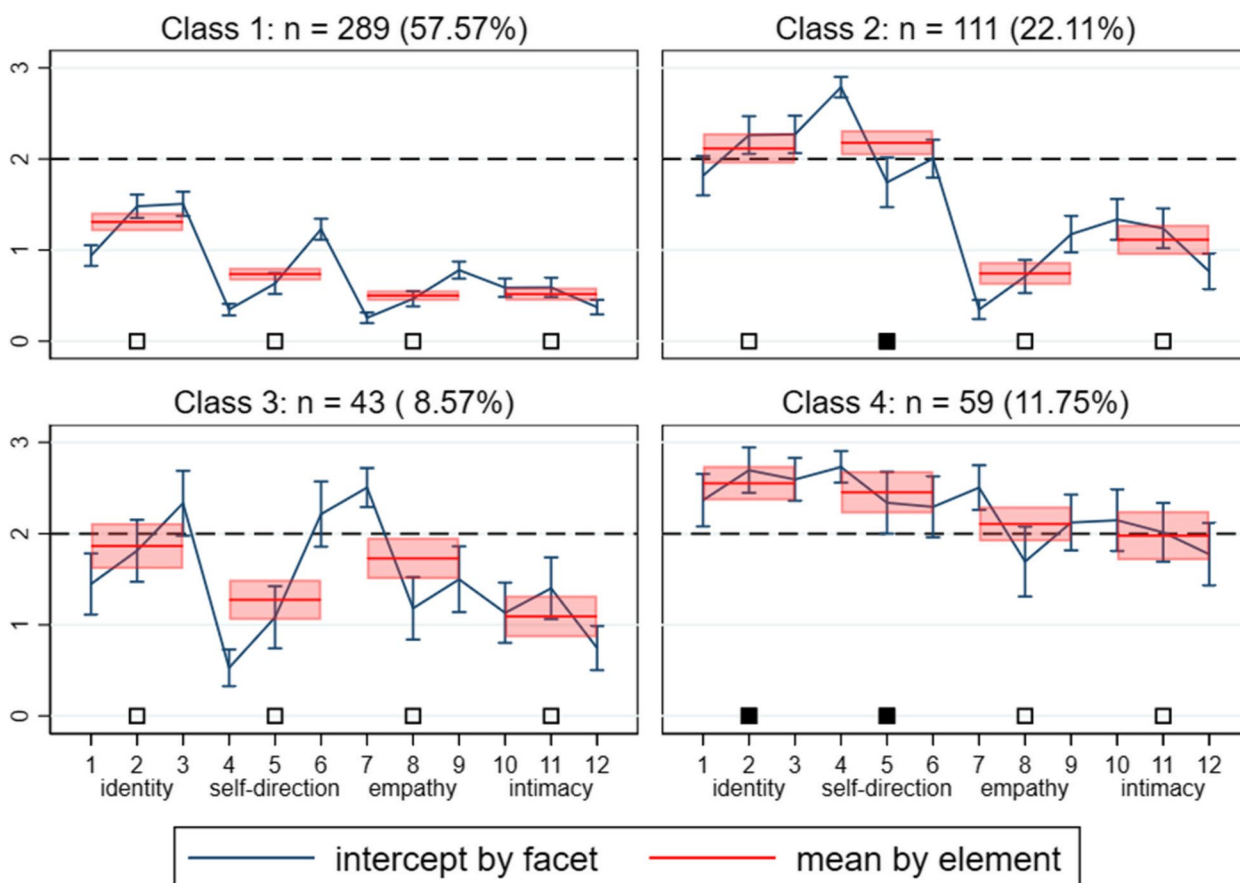 Class 1: n = 289 (57.57%)
Class 2: n = 111 (22.11%)
3
2
1
0
Class 3: n = 43 ( 8.57%)
Class 4: n = 59 (11.75%)
3
2
1
0
1 2 3 4 5 6 7 8 9 10 11 12
identity self-direction empathy intimacy
1 2 3 4 5 6 7 8 9 10 11 12
identity self-direction empathy intimacy
intercept by facet mean by element